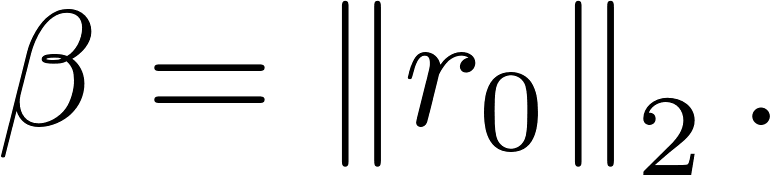 β = ‖r₀‖₂ .